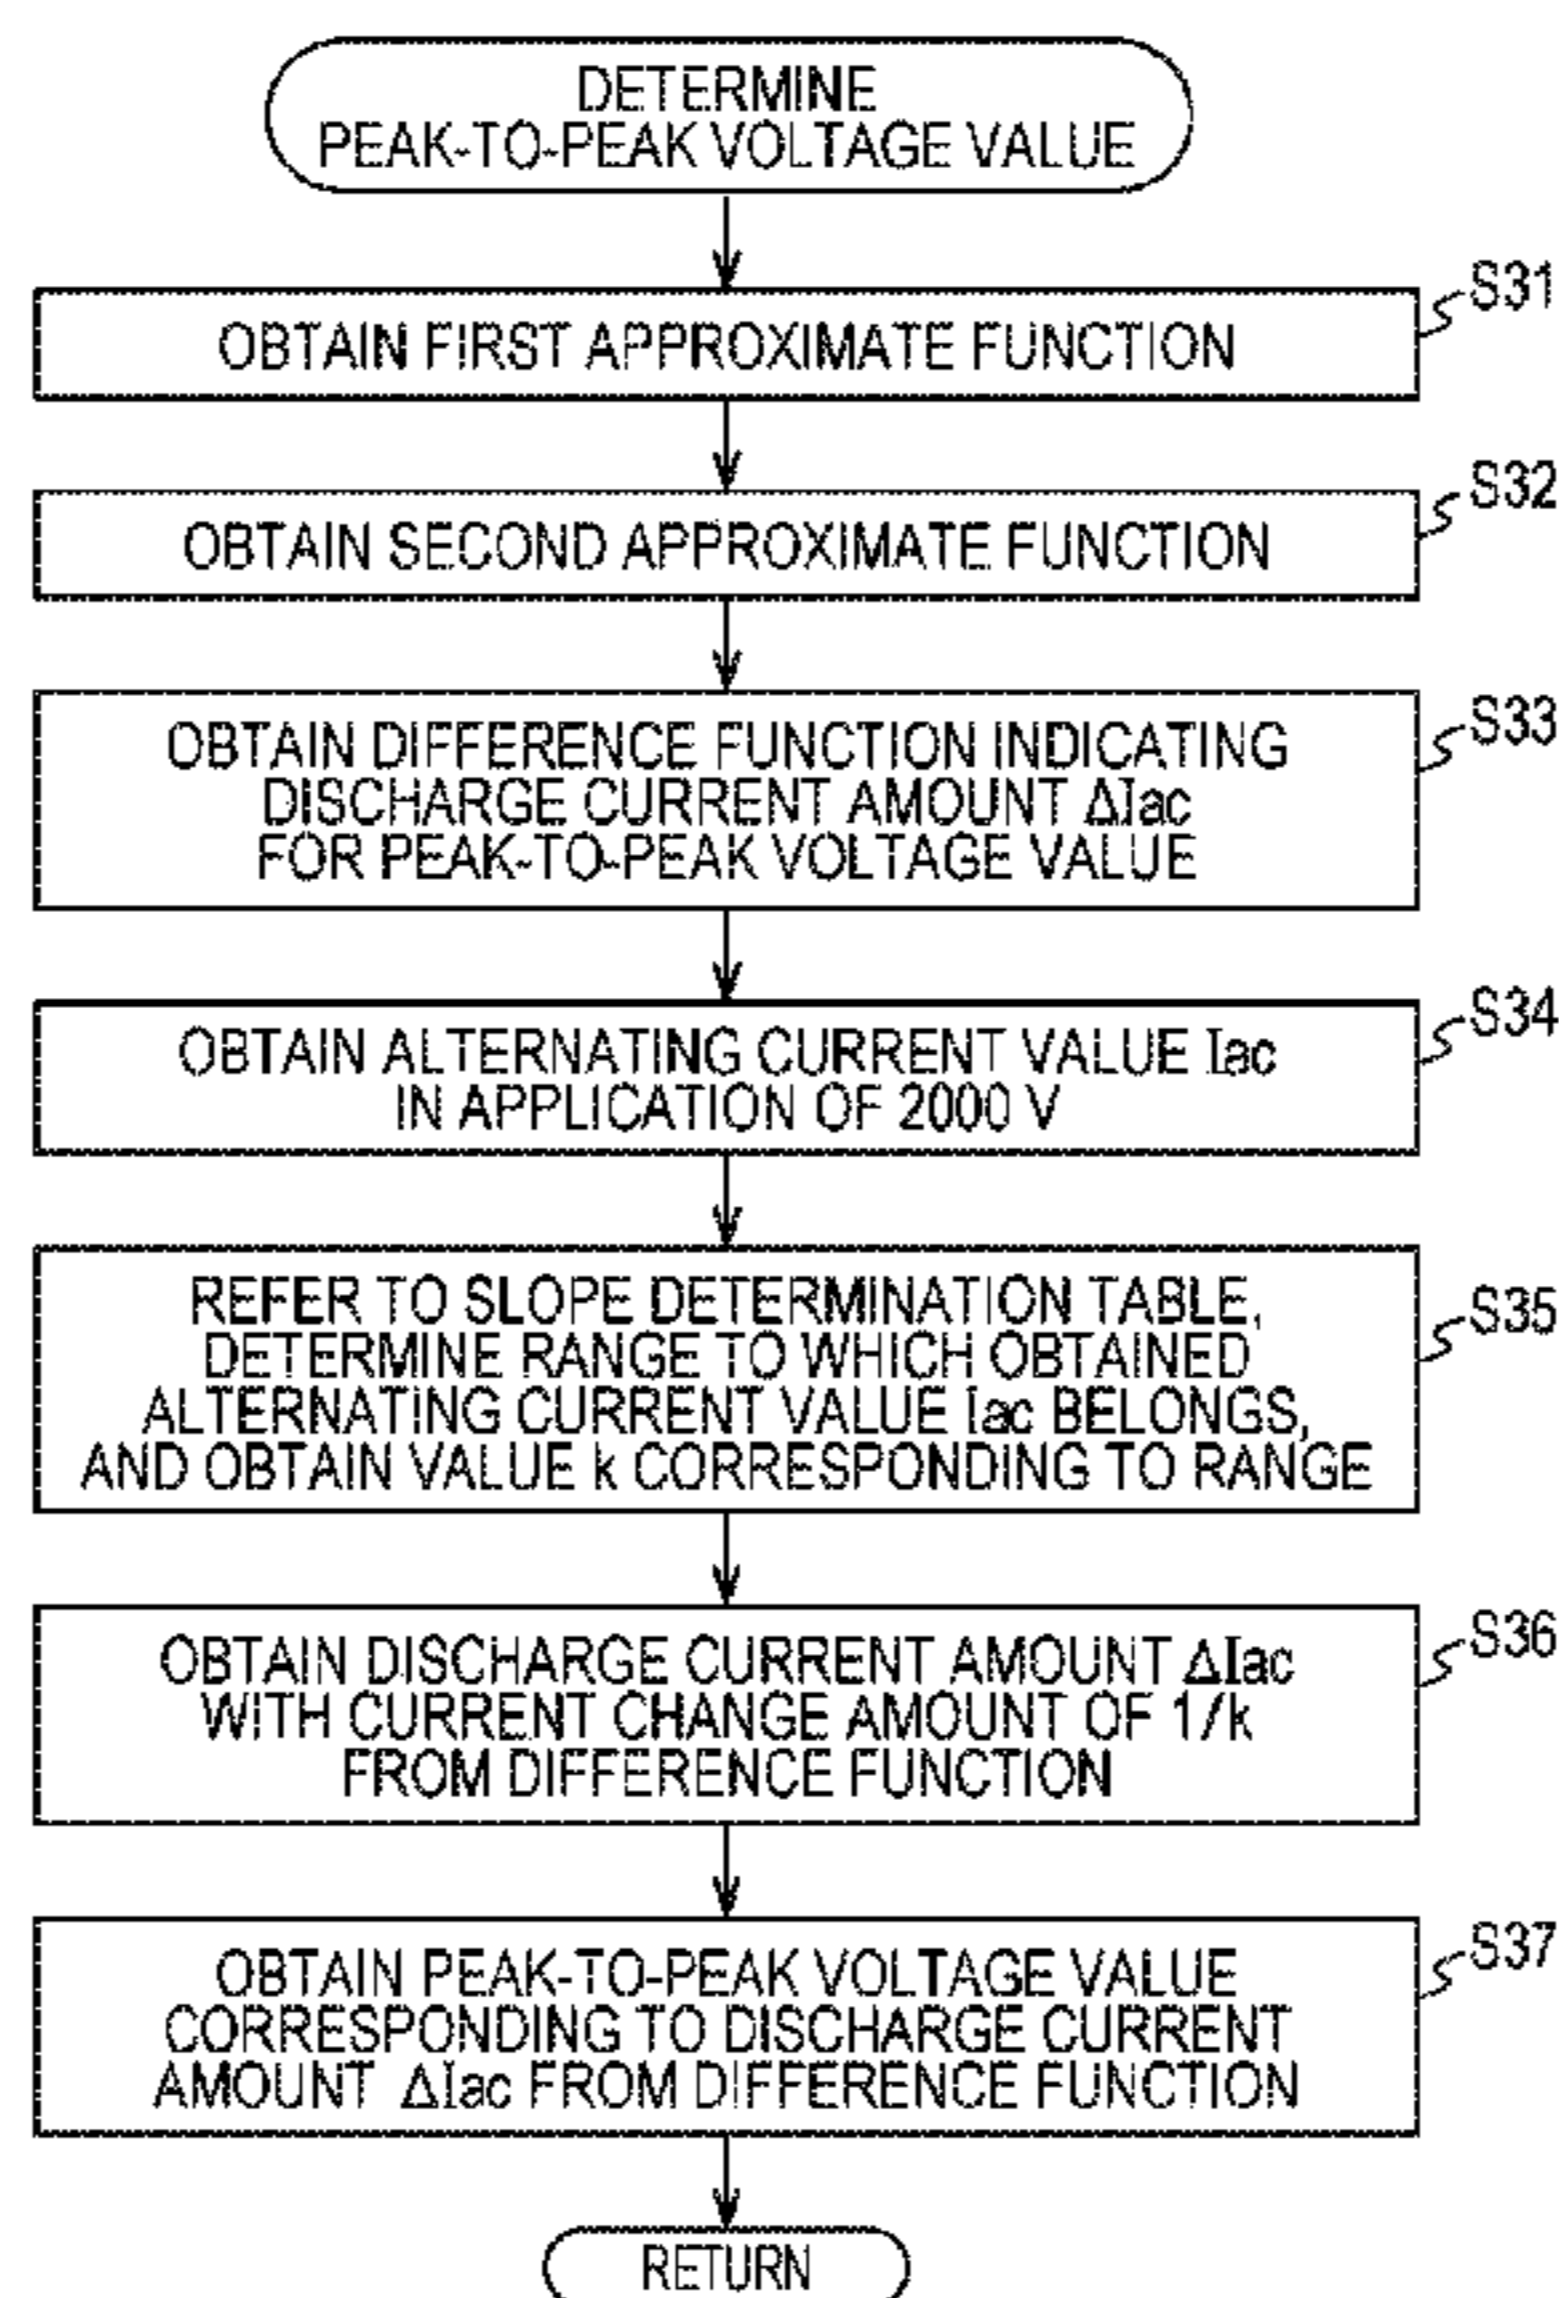 DETERMINE
PEAK-TO-PEAK VOLTAGE VALUE
S31
OBTAIN FIRST APPROXIMATE FUNCTION
S32
OBTAIN SECOND APPROXIMATE FUNCTION
S33
OBTAIN DIFFERENCE FUNCTION INDICATING
DISCHARGE CURRENT AMOUNT ΔIac
FOR PEAK-TO-PEAK VOLTAGE VALUE
S34
OBTAIN ALTERNATING CURRENT VALUE Iac
IN APPLICATION OF 2000 V
S35
REFER TO SLOPE DETERMINATION TABLE,
DETERMINE RANGE TO WHICH OBTAINED
ALTERNATING CURRENT VALUE Iac BELONGS,
AND OBTAIN VALUE k CORRESPONDING TO RANGE
S36
OBTAIN DISCHARGE CURRENT AMOUNT ΔIac
WITH CURRENT CHANGE AMOUNT OF 1/k
FROM DIFFERENCE FUNCTION
S37
OBTAIN PEAK-TO-PEAK VOLTAGE VALUE
CORRESPONDING TO DISCHARGE CURRENT
AMOUNT ΔIac FROM DIFFERENCE FUNCTION
RETURN